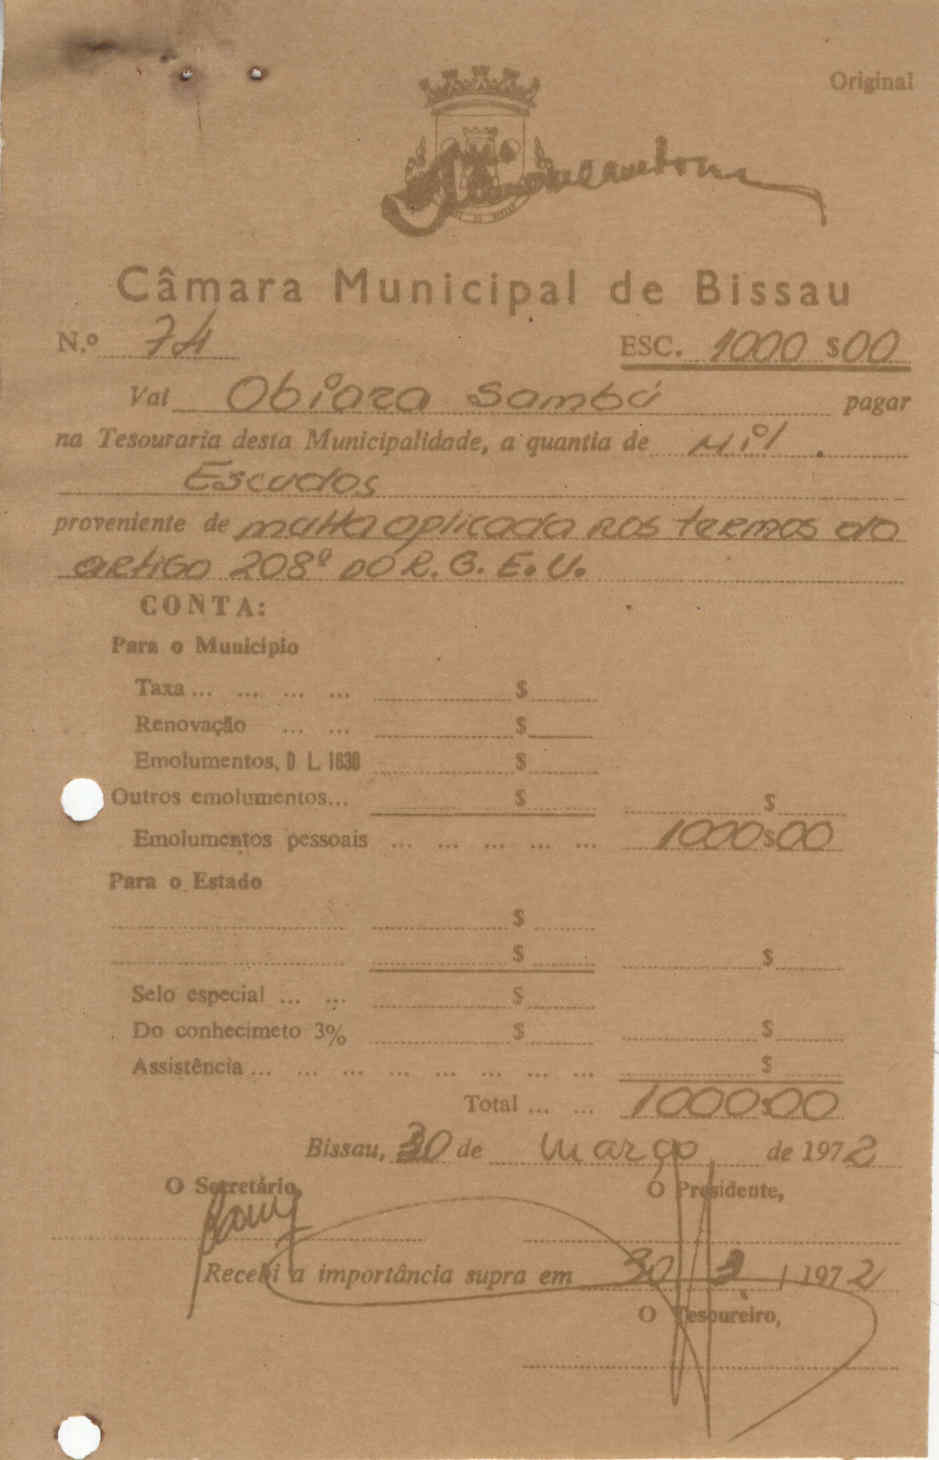 Original
Câmara Municipal de Bissau
N.º 74 ESC. 1000 $00
Vai Obiara Sambú pagar
na Tesouraria desta Municipalidade, a quantia de Mil
Escudos
proveniente de multa aplicada nos termos do
artigo 208º DO R. G. E. U.
CONTA:
Para o Município
Taxa ... ... ... ... $
Renovação ... ... $
Emolumentos, D. L. 1630 $
Outros emolumentos... $ $
Emolumentos pessoais ... ... ... ... ... 1000$00
Para o Estado
$
$ $
Selo especial ... ... $
Do conhecimeto 3% $ $
Assistência ... ... ... ... ... ... ... ... $
Total ... ... 1000$00
Bissau, 30 de março de 1972
O Secretário, O Presidente,
Recebi a importância supra em 30 / 3 / 1972
O Tesoureiro,